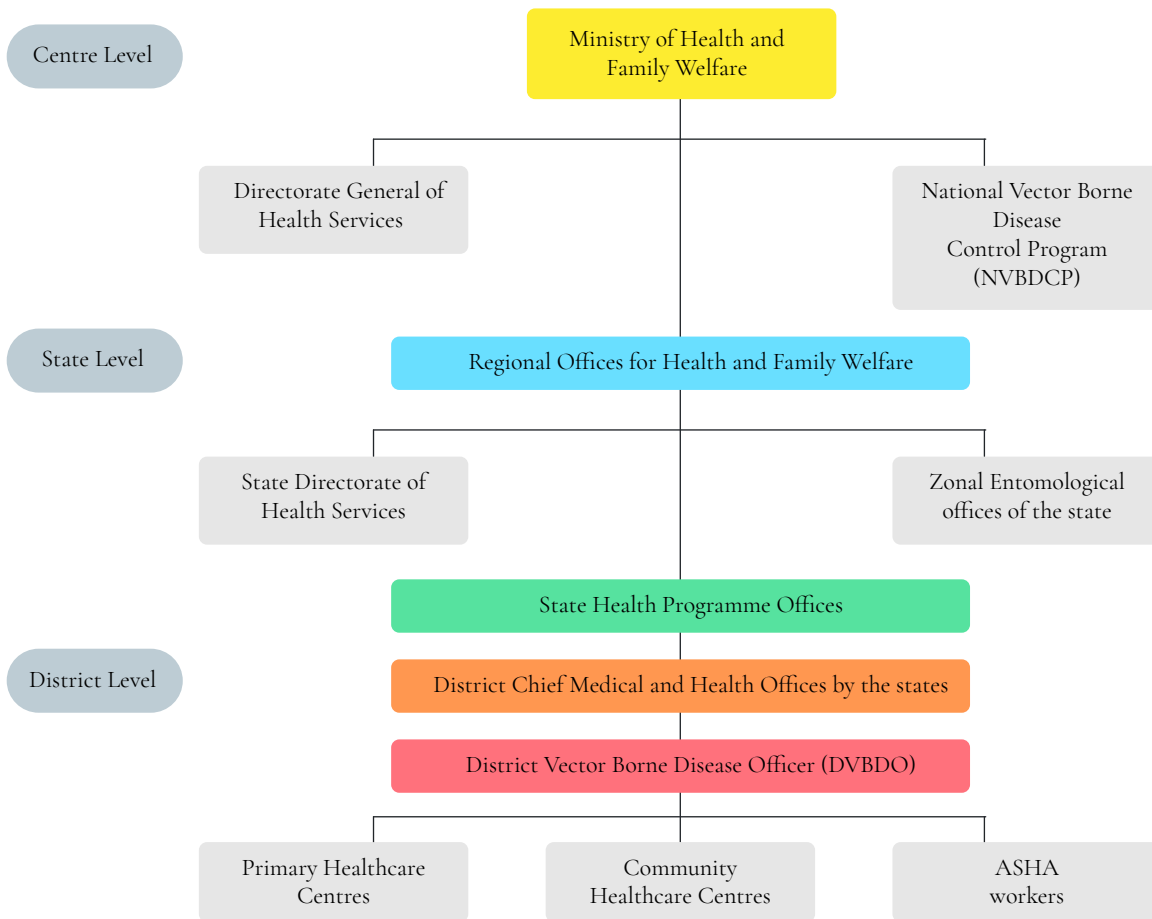 Centre Level
Ministry of Health and
Family Welfare
Directorate General of
Health Services
National Vector Borne
Disease
Control Program
(NVBDCP)
State Level
Regional Offices for Health and Family Welfare
State Directorate of
Health Services
Zonal Entomological
offices of the state
State Health Programme Offices
District Level
District Chief Medical and Health Offices by the states
District Vector Borne Disease Officer (DVBDO)
Primary Healthcare
Centres
Community
Healthcare Centres
ASHA
workers